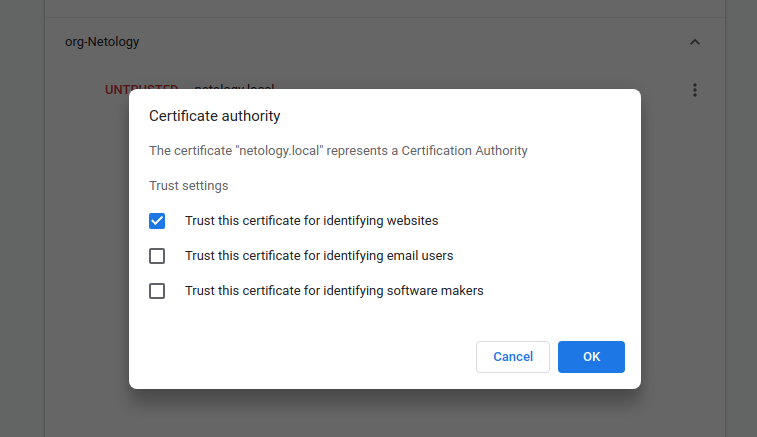 org-Netology
UNTRUSTED netology.local
Certificate authority
The certificate "netology.local" represents a Certification Authority
Trust settings
Trust this certificate for identifying websites
Trust this certificate for identifying email users
Trust this certificate for identifying software makers
Cancel OK